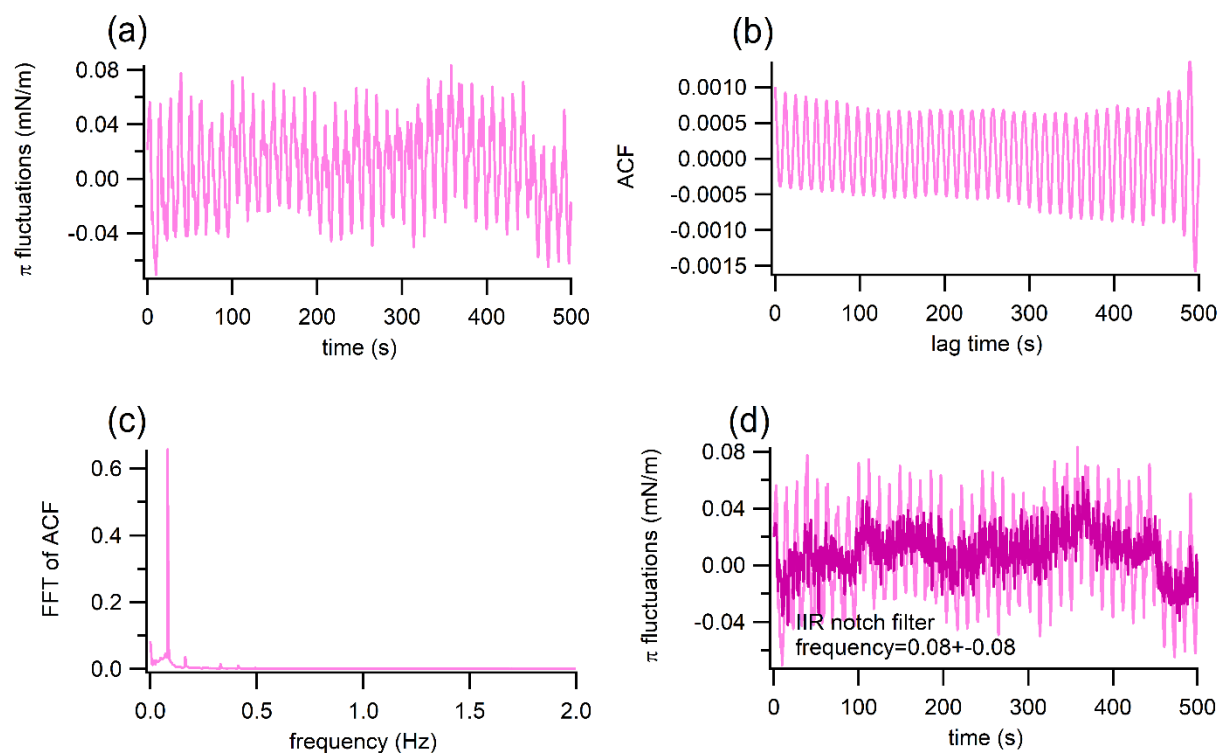 (a)
π fluctuations (mN/m)
0.08
0.04
0.00
-0.04
0
100
200
300
400
500
time (s)
(b)
ACF
0.0010
0.0005
0.0000
-0.0005
-0.0010
-0.0015
0
100
200
300
400
500
lag time (s)
(c)
FFT of ACF
0.6
0.4
0.2
0.0
0.0
0.5
1.0
1.5
2.0
frequency (Hz)
(d)
π fluctuations (mN/m)
0.08
0.04
0.00
-0.04
IIR notch filter
frequency=0.08+-0.08
0
100
200
300
400
500
time (s)